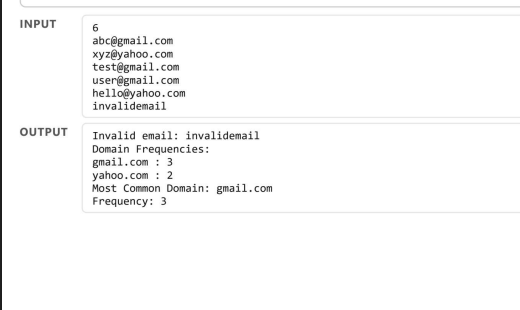 INPUT
6
abc@gmail.com
xyz@yahoo.com
test@gmail.com
user@gmail.com
hello@yahoo.com
invalidemail
OUTPUT
Invalid email: invalidemail
Domain Frequencies:
gmail.com : 3
yahoo.com : 2
Most Common Domain: gmail.com
Frequency: 3